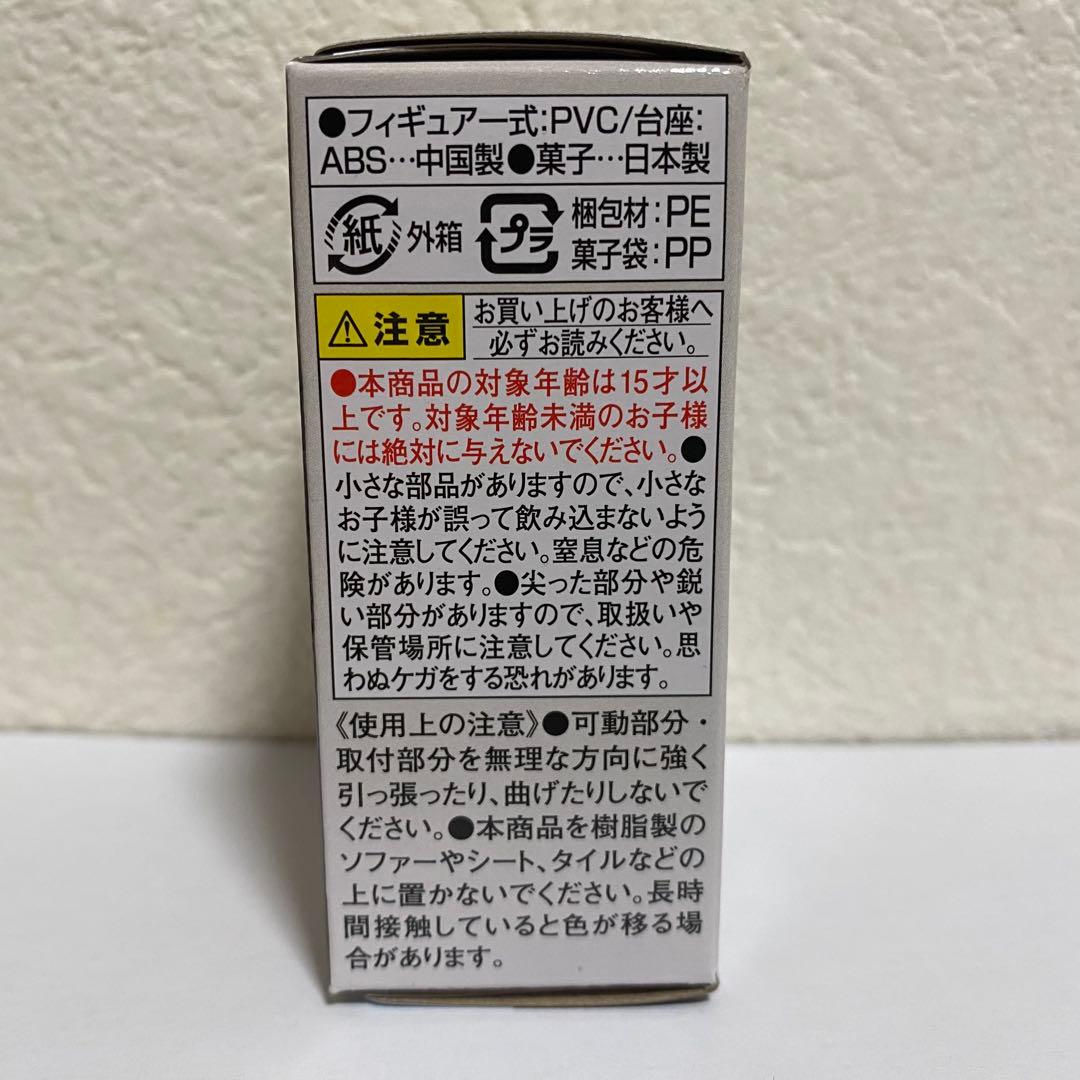 ●フィギュア一式:PVC/台座:
ABS…中国製●菓子…日本製
紙 外箱
プラ 梱包材:PE
菓子袋:PP
⚠注意
お買い上げのお客様へ
必ずお読みください。
●本商品の対象年齢は15才以
上です。対象年齢未満のお子様
には絶対に与えないでください。●
小さな部品がありますので、小さな
お子様が誤って飲み込まないよう
に注意してください。窒息などの危
険があります。●尖った部分や鋭
い部分がありますので、取扱いや
保管場所に注意してください。思
わぬケガをする恐れがあります。
《使用上の注意》●可動部分・
取付部分を無理な方向に強く
引っ張ったり、曲げたりしないで
ください。●本商品を樹脂製の
ソファーやシート、タイルなどの
上に置かないでください。長時
間接触していると色が移る場
合があります。